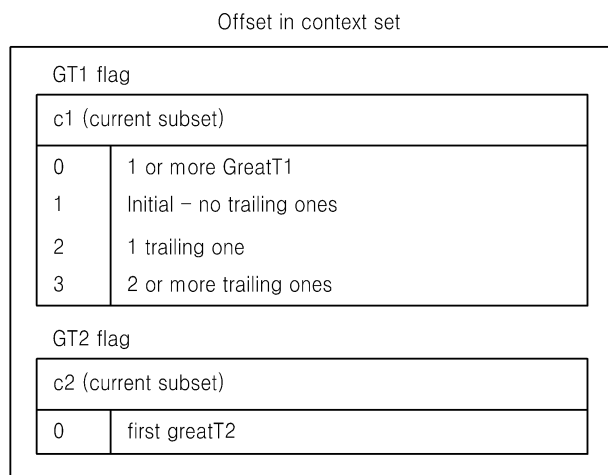 Offset in context set
GT1 flag
c1 (current subset)
0 1 or more GreatT1
1 Initial – no trailing ones
2 1 trailing one
3 2 or more trailing ones
GT2 flag
c2 (current subset)
0 first greatT2